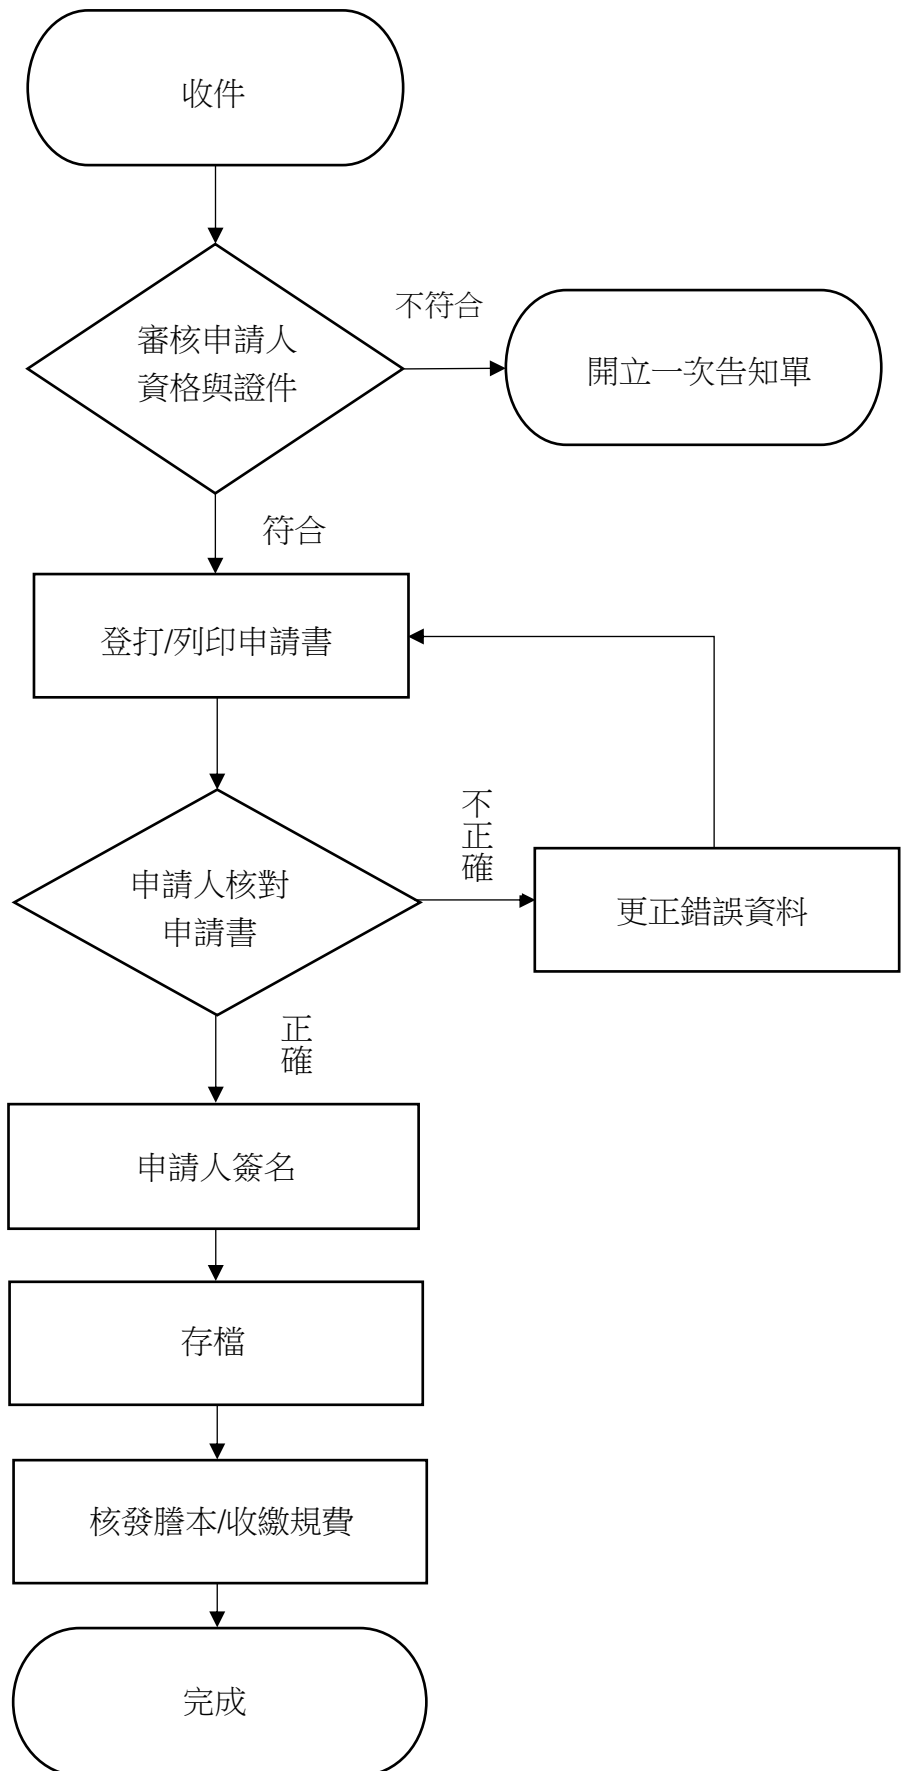 收件
不符合
審核申請人
資格與證件
開立一次告知單
符合
登打/列印申請書
不正確
申請人核對
申請書
更正錯誤資料
正確
申請人簽名
存檔
核發謄本/收繳規費
完成